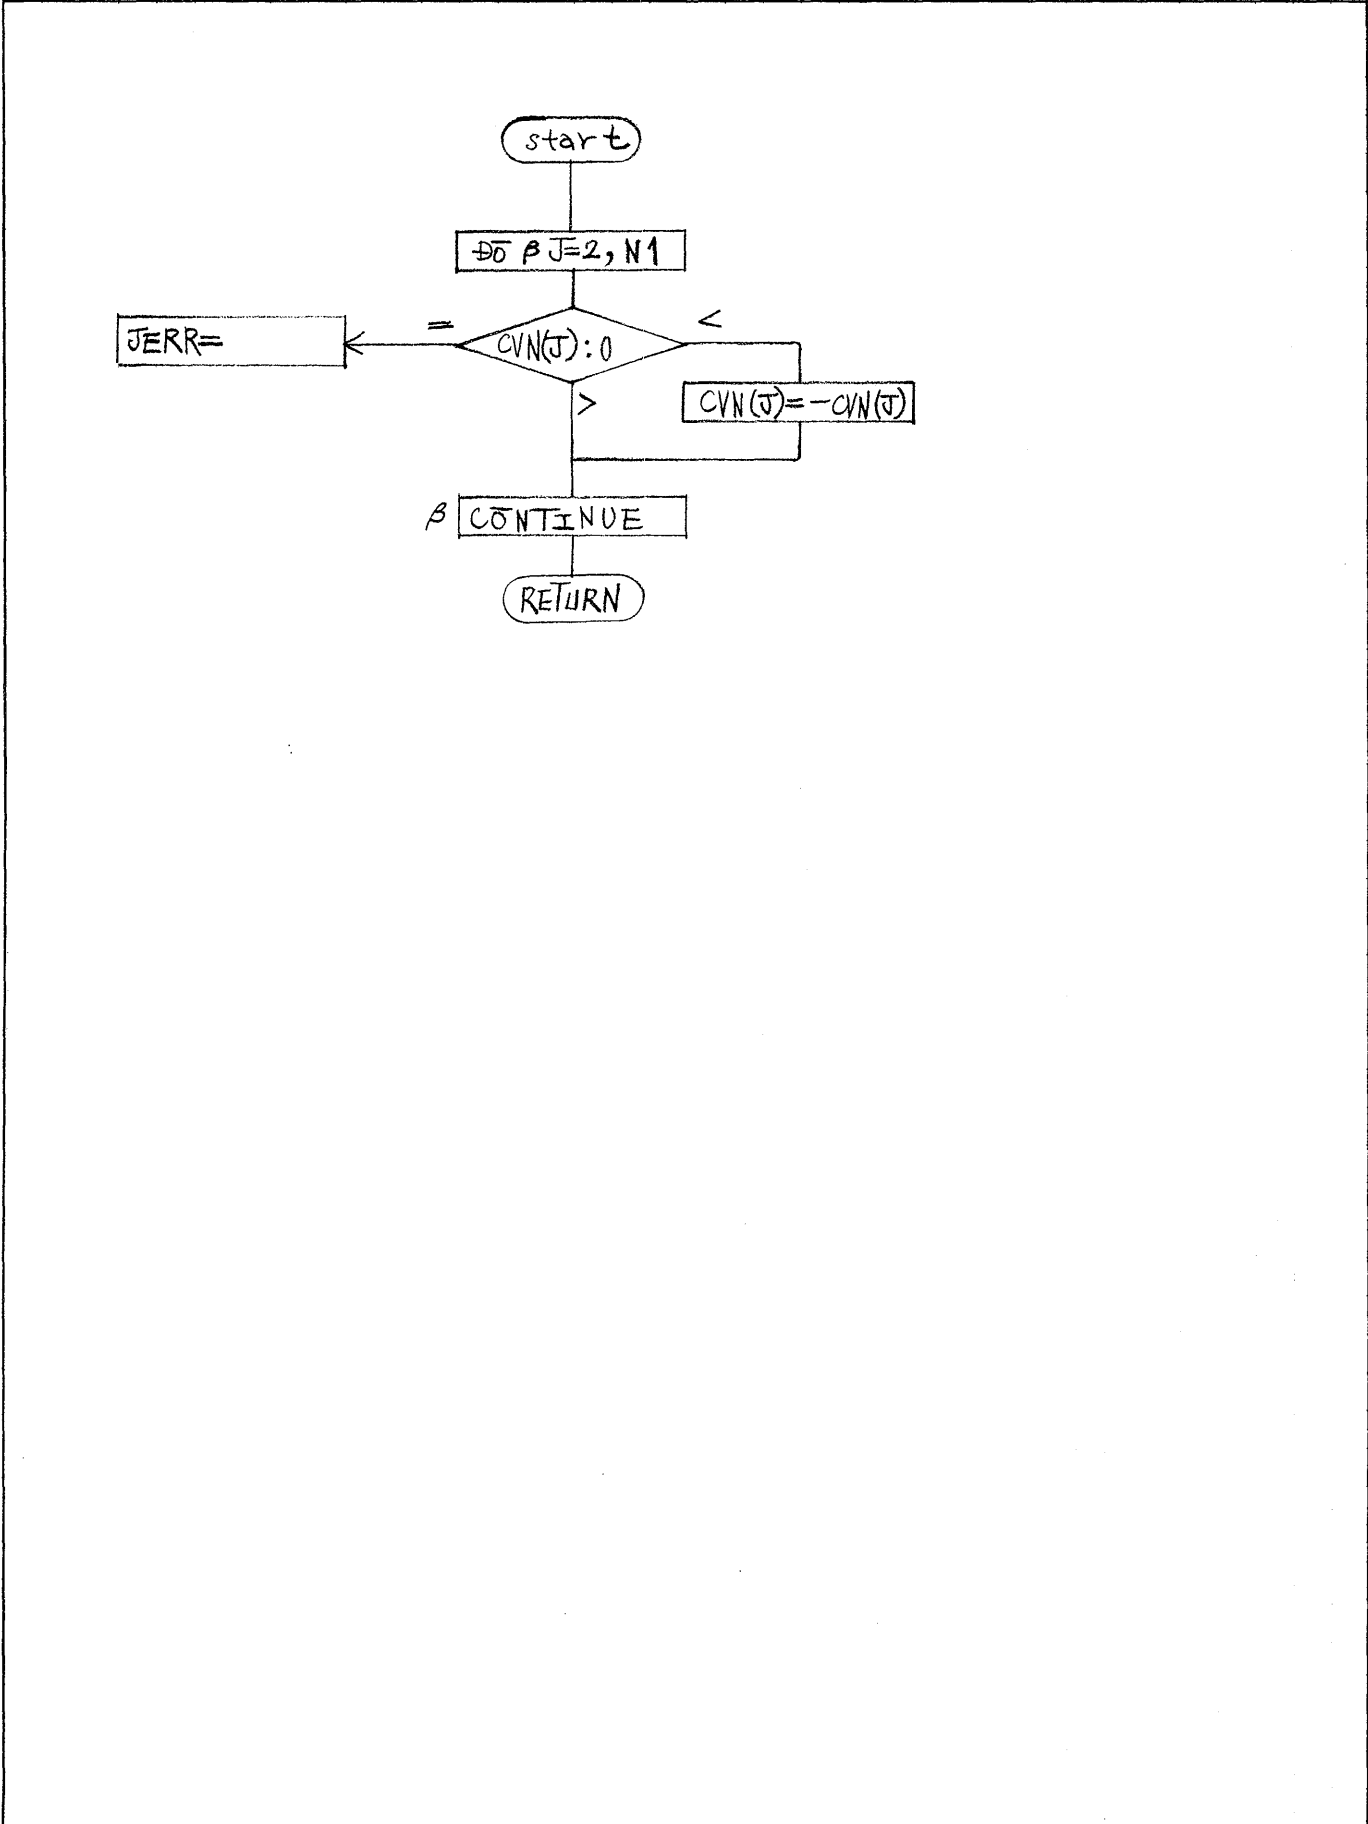 start
DO β J=2, N1
= <
JERR= CVN(J):0
> CVN(J)=-CVN(J)
β CONTINUE
RETURN